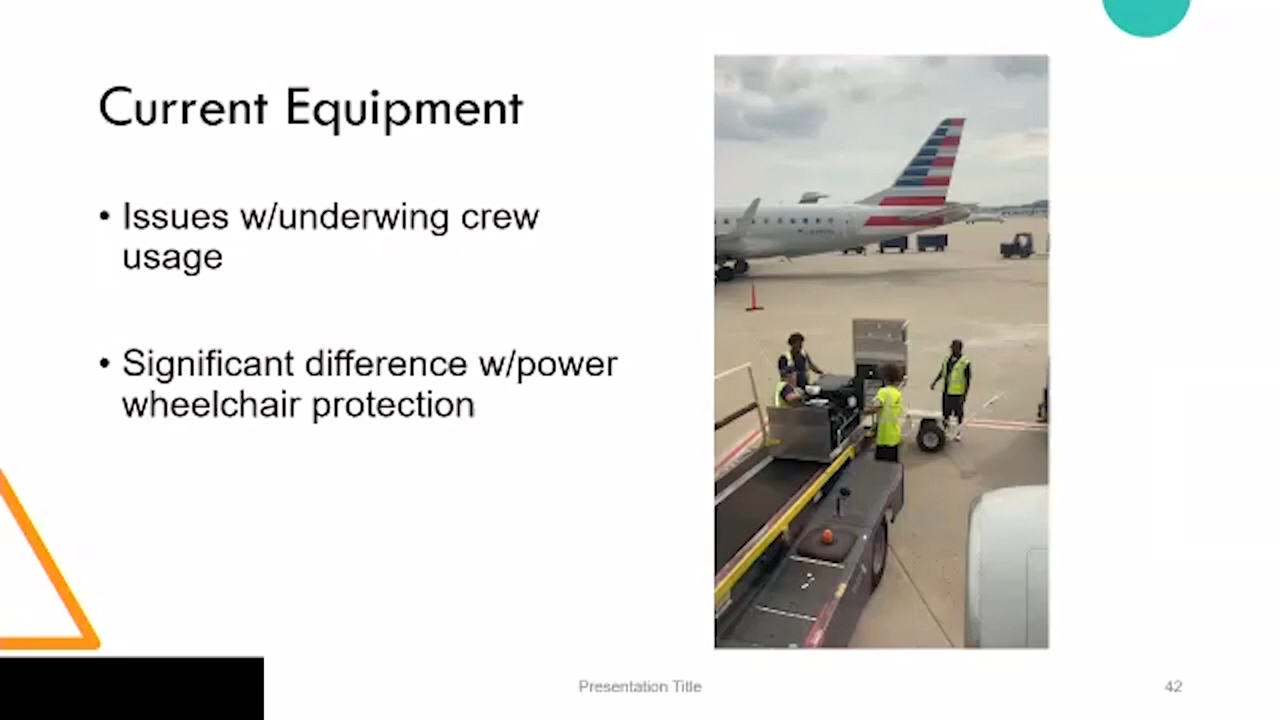 Current Equipment
• Issues w/underwing crew
usage
• Significant difference w/power
wheelchair protection
Presentation Title
42